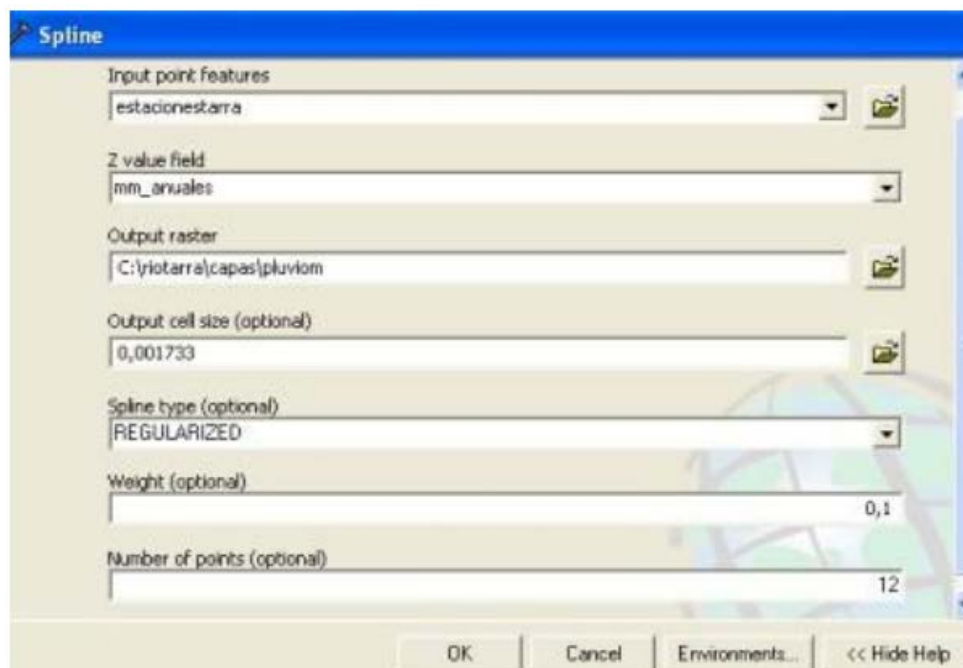 Spline
Input point features
estacionestarra
Z value field
mm_anuales
Output raster
C:\riotarra\capas\pluviom
Output cell size (optional)
0,001733
Spline type (optional)
REGULARIZED
Weight (optional)
0,1
Number of points (optional)
12
OK Cancel Environments... << Hide Help